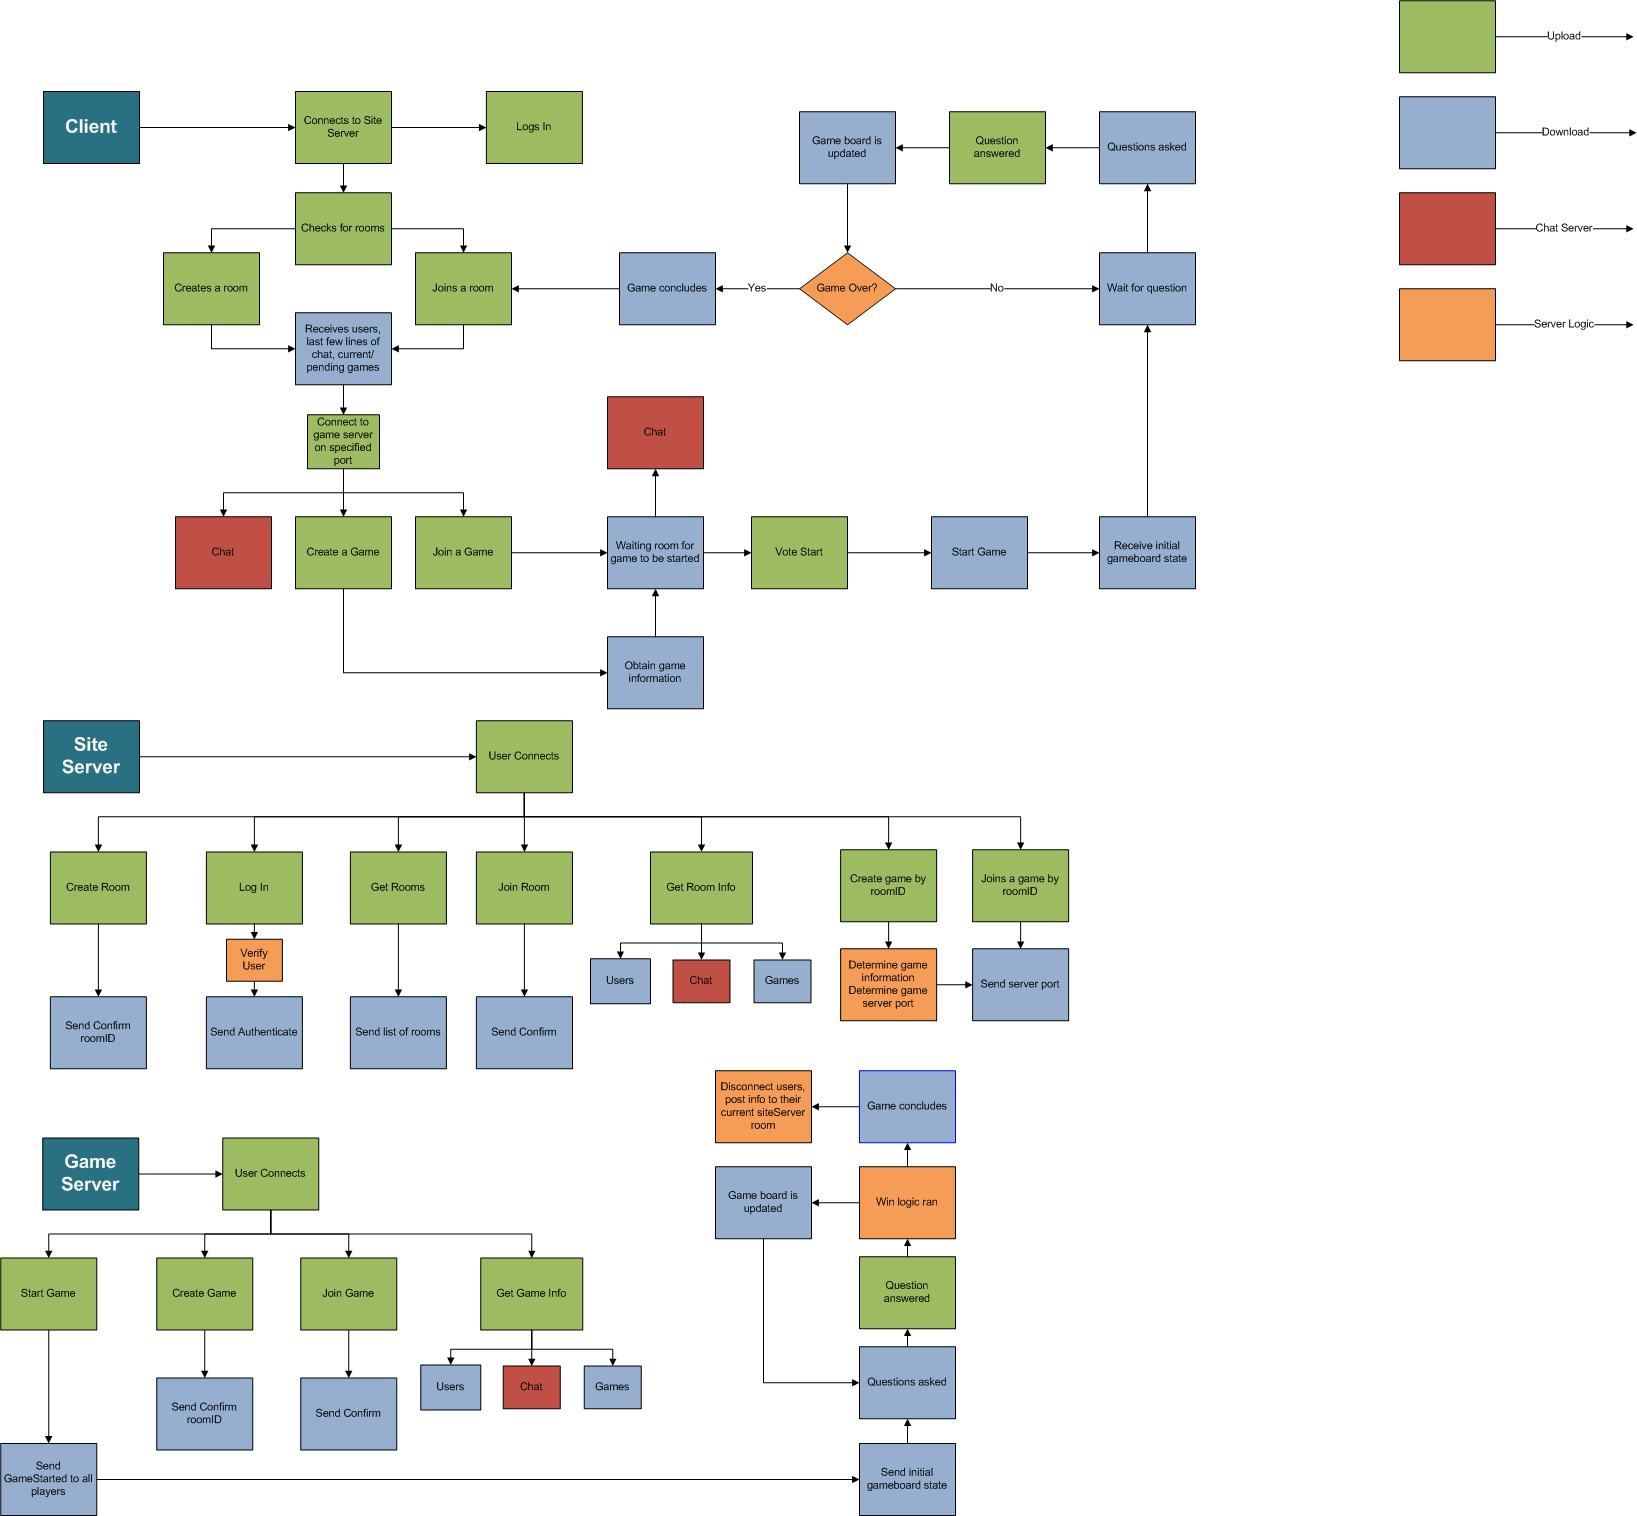 Upload
Download
Chat Server
Server Logic
Client
Connects to Site
Server
Logs In
Checks for rooms
Creates a room
Joins a room
Receives users,
last few lines of
chat, current/
pending games
Connect to
game server
on specified
port
Chat
Create a Game
Join a Game
Chat
Waiting room for
game to be started
Obtain game
information
Vote Start
Start Game
Receive initial
gameboard state
Wait for question
Questions asked
Question
answered
Game board is
updated
Game Over?
Yes
No
Game concludes
Site
Server
User Connects
Create Room
Log In
Get Rooms
Join Room
Get Room Info
Create game by
roomID
Joins a game by
roomID
Verify
User
Users
Chat
Games
Determine game
information
Determine game
server port
Send server port
Send Confirm
roomID
Send Authenticate
Send list of rooms
Send Confirm
Disconnect users,
post info to their
current siteServer
room
Game concludes
Game
Server
User Connects
Game board is
updated
Win logic ran
Start Game
Create Game
Join Game
Get Game Info
Question
answered
Users
Chat
Games
Questions asked
Send Confirm
roomID
Send Confirm
Send
GameStarted to all
players
Send initial
gameboard state